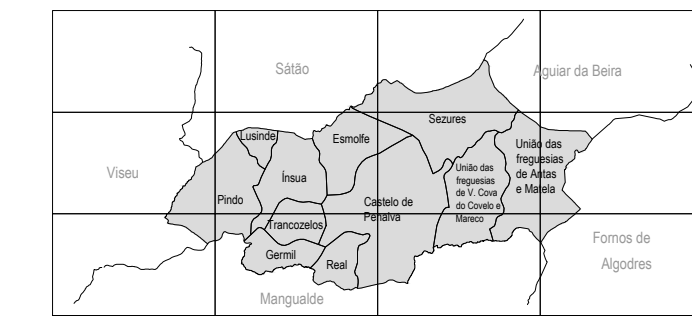 Sátão
Aguiar da Beira
Sezures
Lusinde
Esmolfe
União das
freguesias
de Antas
e Matela
União das
freguesias
de V. Cova
do Covelo e
Mareco
Viseu
Ínsua
Pindo
Castelo de
Penalva
Trancozelos
Fornos de
Algodres
Germil
Real
Mangualde